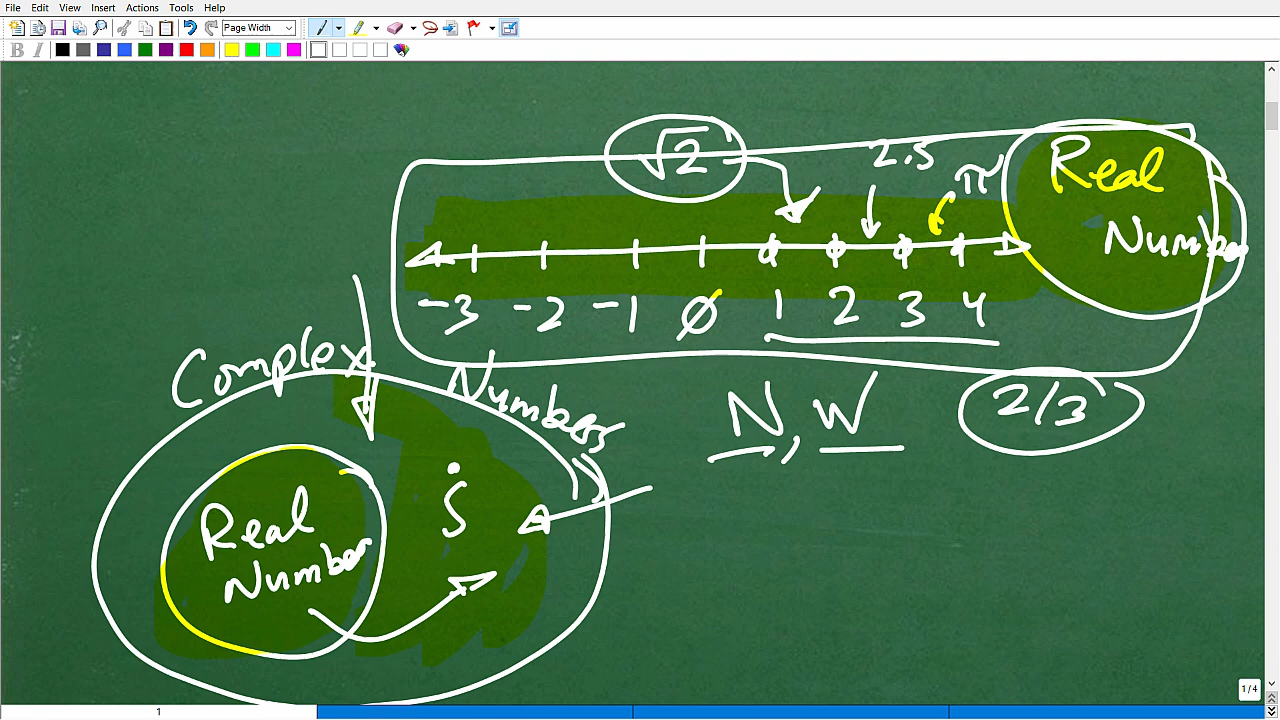 File Edit View Insert Actions Tools Help
Page Width
B I
√2
2.5
π
Real
Number
-3 -2 -1 0 1 2 3 4
N, W
2/3
Complex Numbers
Real
Number
i
1/4
1